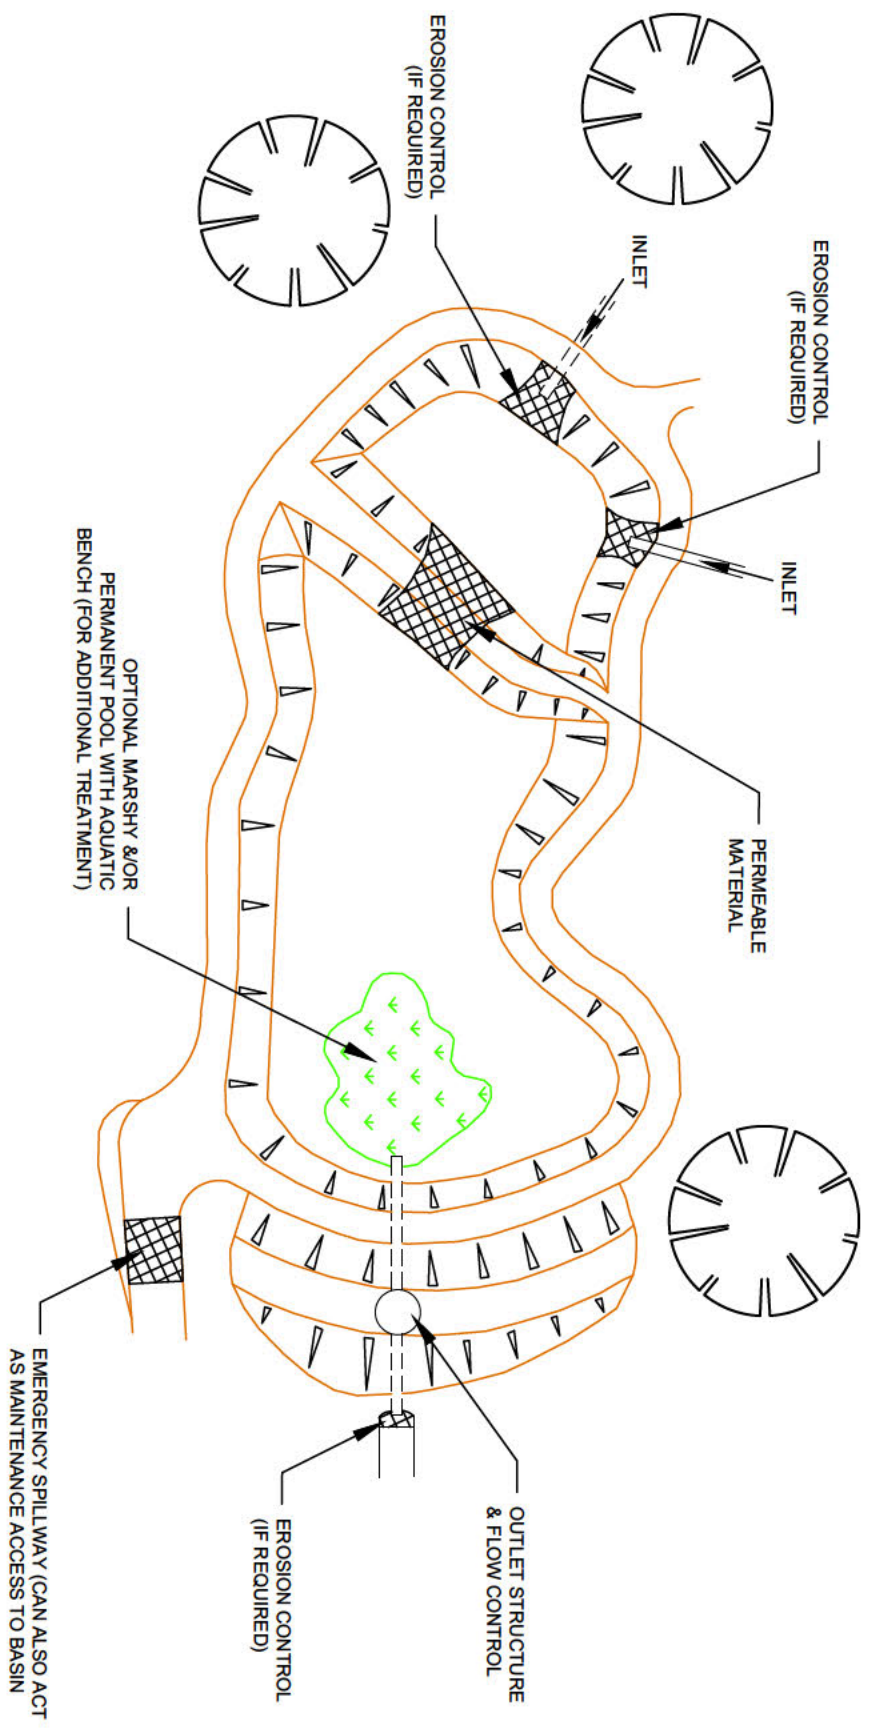 EROSION CONTROL
(IF REQUIRED)
INLET
EROSION CONTROL
(IF REQUIRED)
INLET
PERMEABLE
MATERIAL
OPTIONAL MARSHY &/OR
PERMANENT POOL WITH AQUATIC
BENCH (FOR ADDITIONAL TREATMENT)
OUTLET STRUCTURE
& FLOW CONTROL
EROSION CONTROL
(IF REQUIRED)
EMERGENCY SPILLWAY (CAN ALSO ACT
AS MAINTENANCE ACCESS TO BASIN